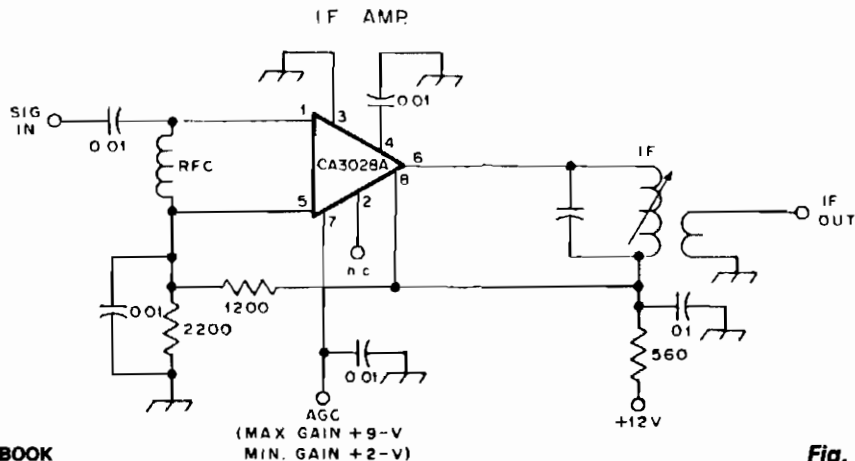 I F AMP.
SIG IN
0.01
RFC
1
3
4
0.01
CA3028A
6
8
5
7
2
n.c.
IF
IF OUT
0.01
2200
1200
0.01
.01
560
+12V
AGC
(MAX GAIN +9-V
MIN. GAIN +2-V)
BOOK
Fig.